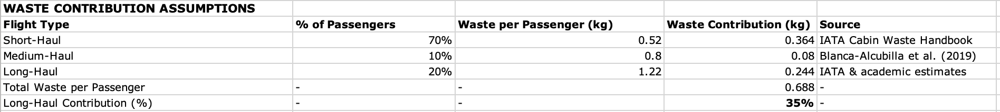 WASTE CONTRIBUTION ASSUMPTIONS
Flight Type % of Passengers Waste per Passenger (kg) Waste Contribution (kg) Source
Short-Haul 70% 0.52 0.364 IATA Cabin Waste Handbook
Medium-Haul 10% 0.8 0.08 Blanca-Alcubilla et al. (2019)
Long-Haul 20% 1.22 0.244 IATA & academic estimates
Total Waste per Passenger - - 0.688 -
Long-Haul Contribution (%) - - 35% -